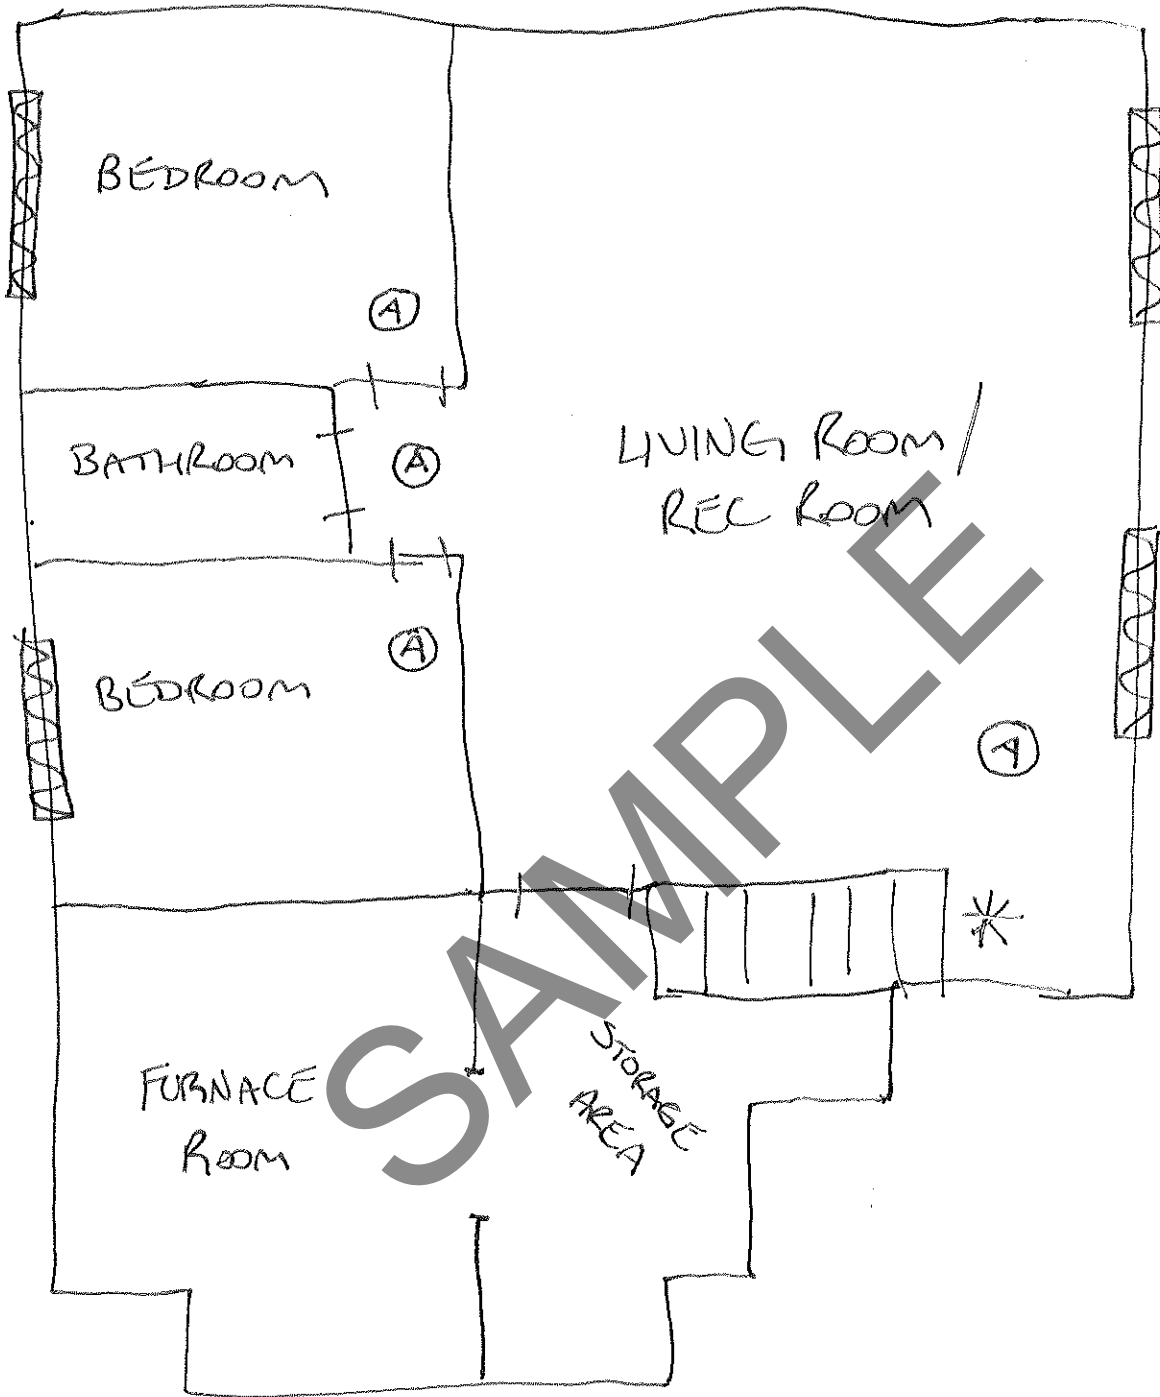 BEDROOM
A
BATHROOM
A
LIVING ROOM/
REC ROOM
A
BEDROOM
A
SAMPLE
*
FURNACE
ROOM
STORAGE
AREA